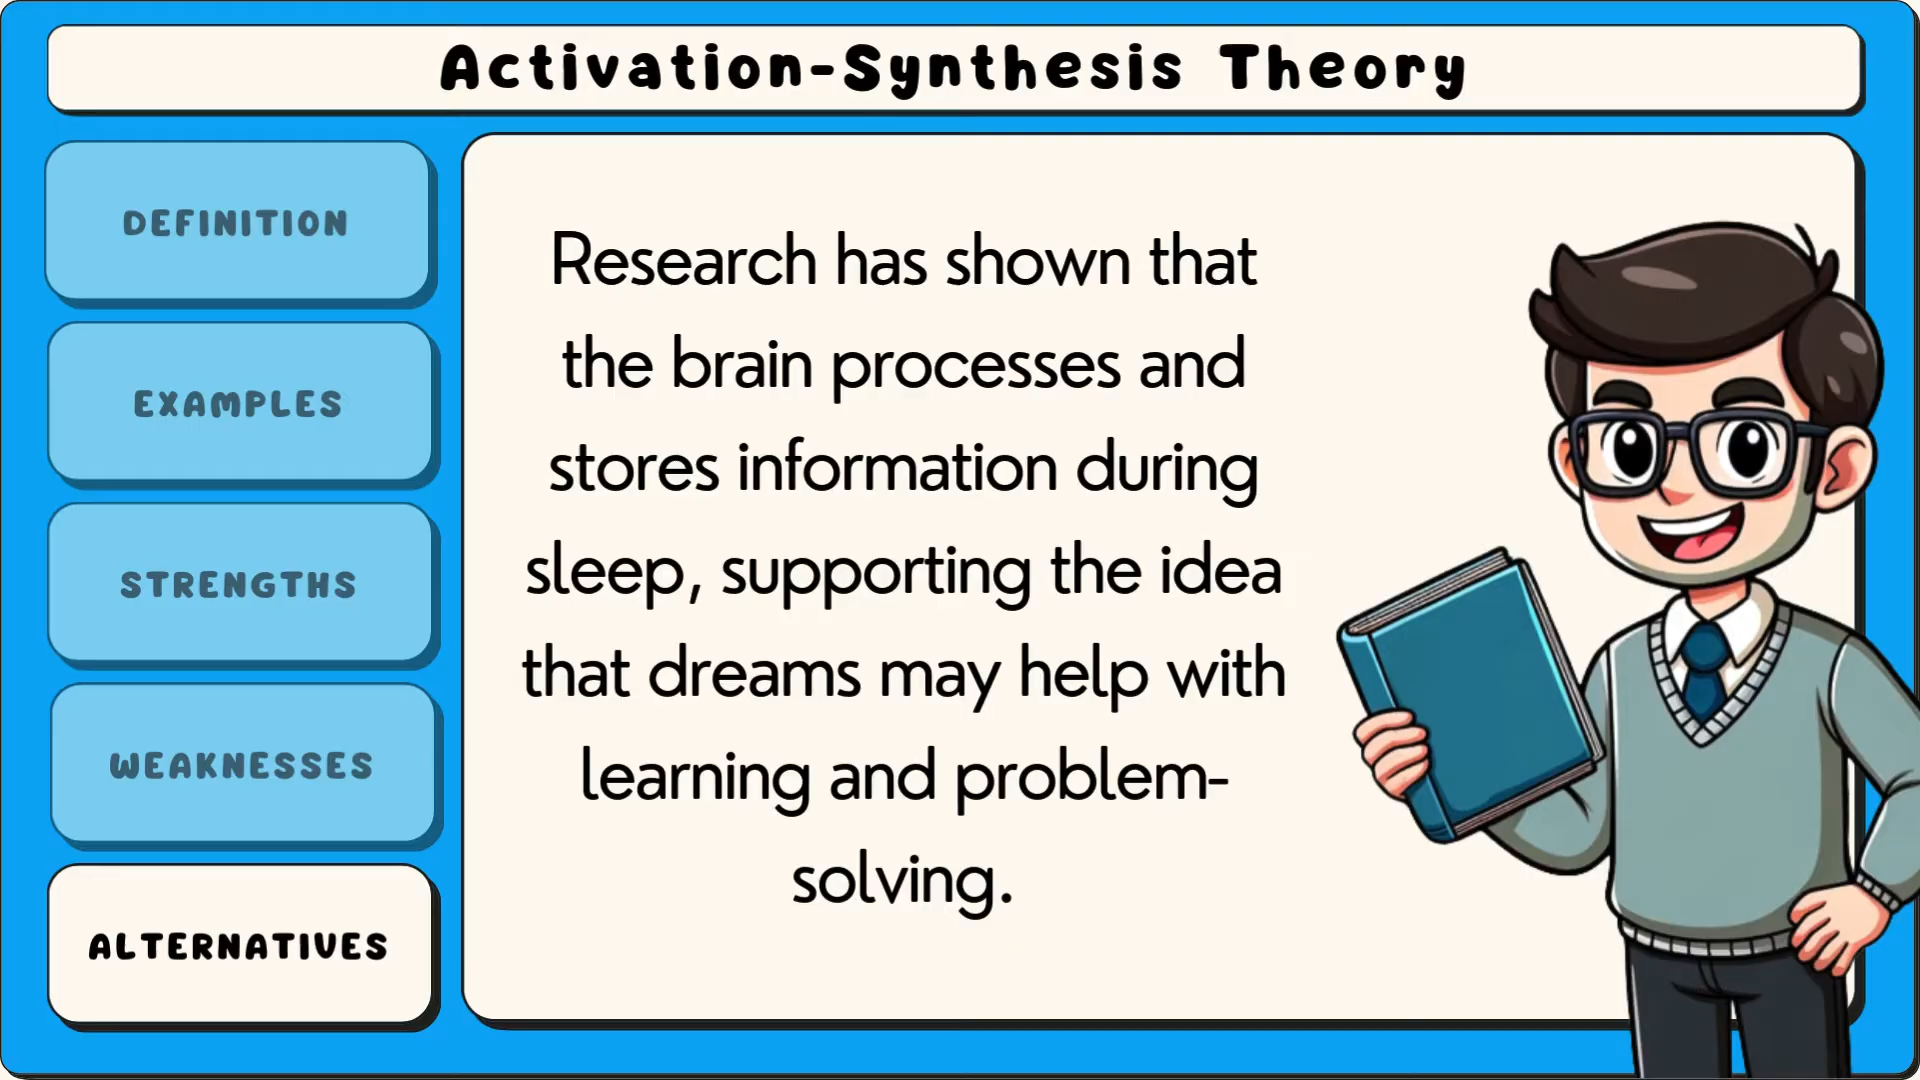 Activation-Synthesis Theory
DEFINITION
EXAMPLES
STRENGTHS
WEAKNESSES
ALTERNATIVES
Research has shown that
the brain processes and
stores information during
sleep, supporting the idea
that dreams may help with
learning and problem-
solving.